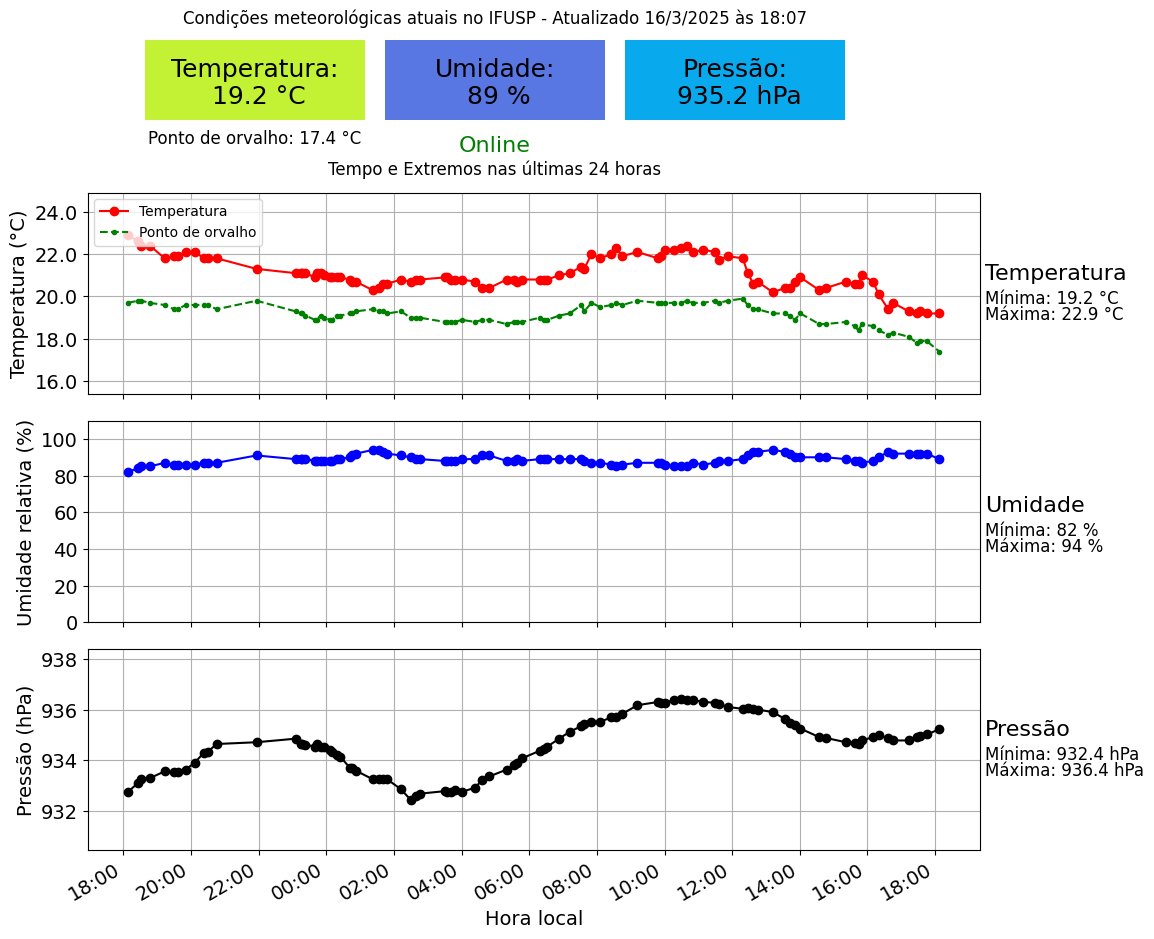 Condições meteorológicas atuais no IFUSP - Atualizado 16/3/2025 às 18:07
Temperatura:
19.2 °C
Umidade:
89 %
Pressão:
935.2 hPa
Ponto de orvalho: 17.4 °C
Online
Tempo e Extremos nas últimas 24 horas
Temperatura (°C)
24.0
22.0
20.0
18.0
16.0
Temperatura
Ponto de orvalho
Temperatura
Mínima: 19.2 °C
Máxima: 22.9 °C
Umidade relativa (%)
100
80
60
40
20
0
Umidade
Mínima: 82 %
Máxima: 94 %
Pressão (hPa)
938
936
934
932
Pressão
Mínima: 932.4 hPa
Máxima: 936.4 hPa
18:00 20:00 22:00 00:00 02:00 04:00 06:00 08:00 10:00 12:00 14:00 16:00 18:00
Hora local